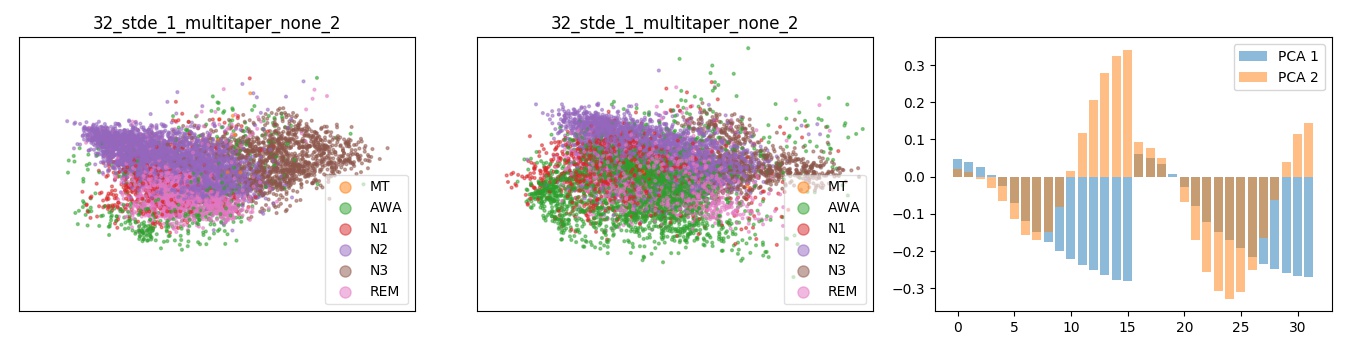 32_stde_1_multitaper_none_2
MT
AWA
N1
N2
N3
REM
32_stde_1_multitaper_none_2
MT
AWA
N1
N2
N3
REM
PCA 1
PCA 2
0.3
0.2
0.1
0.0
−0.1
−0.2
−0.3
0 5 10 15 20 25 30